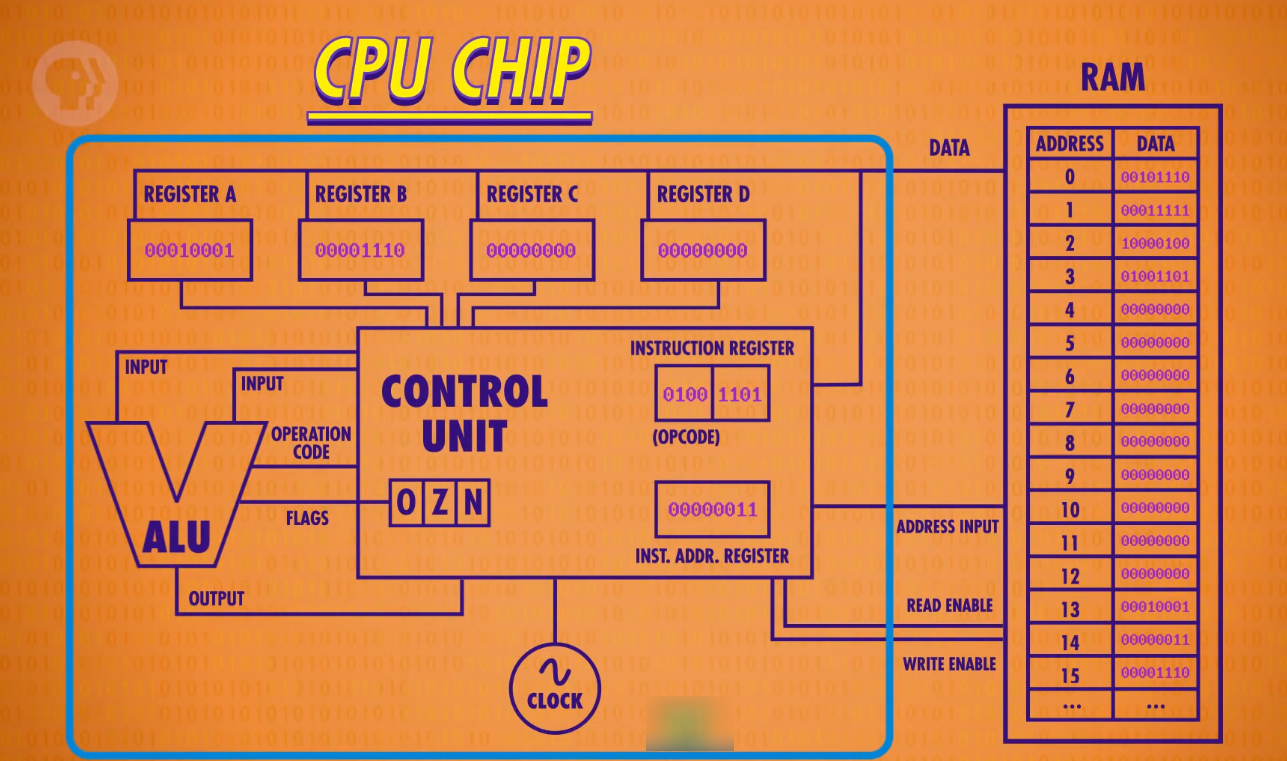 CPU CHIP
RAM
DATA
ADDRESS DATA
0 00101110
1 00011111
2 10000100
3 01001101
4 00000000
5 00000000
6 00000000
7 00000000
8 00000000
9 00000000
10 00000000
11 00000000
12 00000000
13 00010001
14 00000011
15 00001110
... ...
REGISTER A
00010001
REGISTER B
00001110
REGISTER C
00000000
REGISTER D
00000000
INPUT
INPUT
OPERATION
CODE
FLAGS
ALU
OUTPUT
CONTROL
UNIT
O Z N
INSTRUCTION REGISTER
0100 1101
(OPCODE)
00000011
INST. ADDR. REGISTER
CLOCK
ADDRESS INPUT
READ ENABLE
WRITE ENABLE